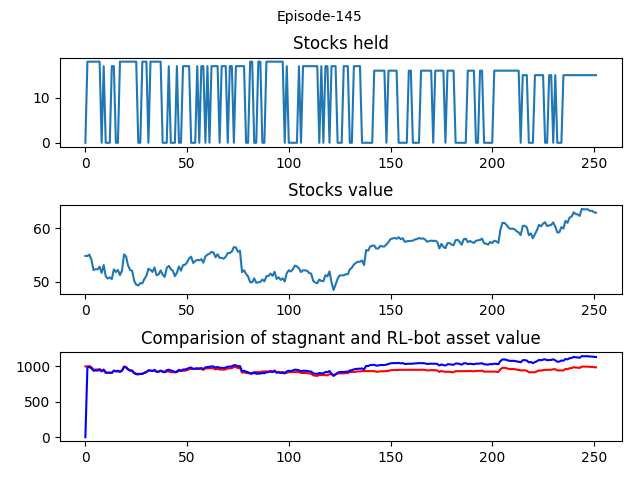 Episode-145
Stocks held
10
0
0 50 100 150 200 250
Stocks value
60
50
0 50 100 150 200 250
Comparision of stagnant and RL-bot asset value
1000
500
0
0 50 100 150 200 250